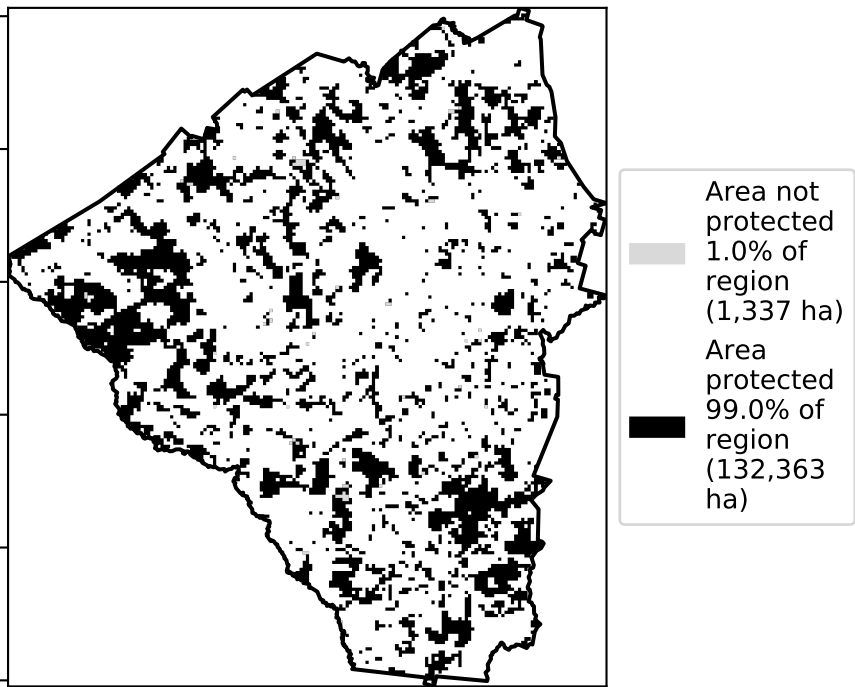 Area not
protected
1.0% of
region
(1,337 ha)
Area
protected
99.0% of
region
(132,363
ha)